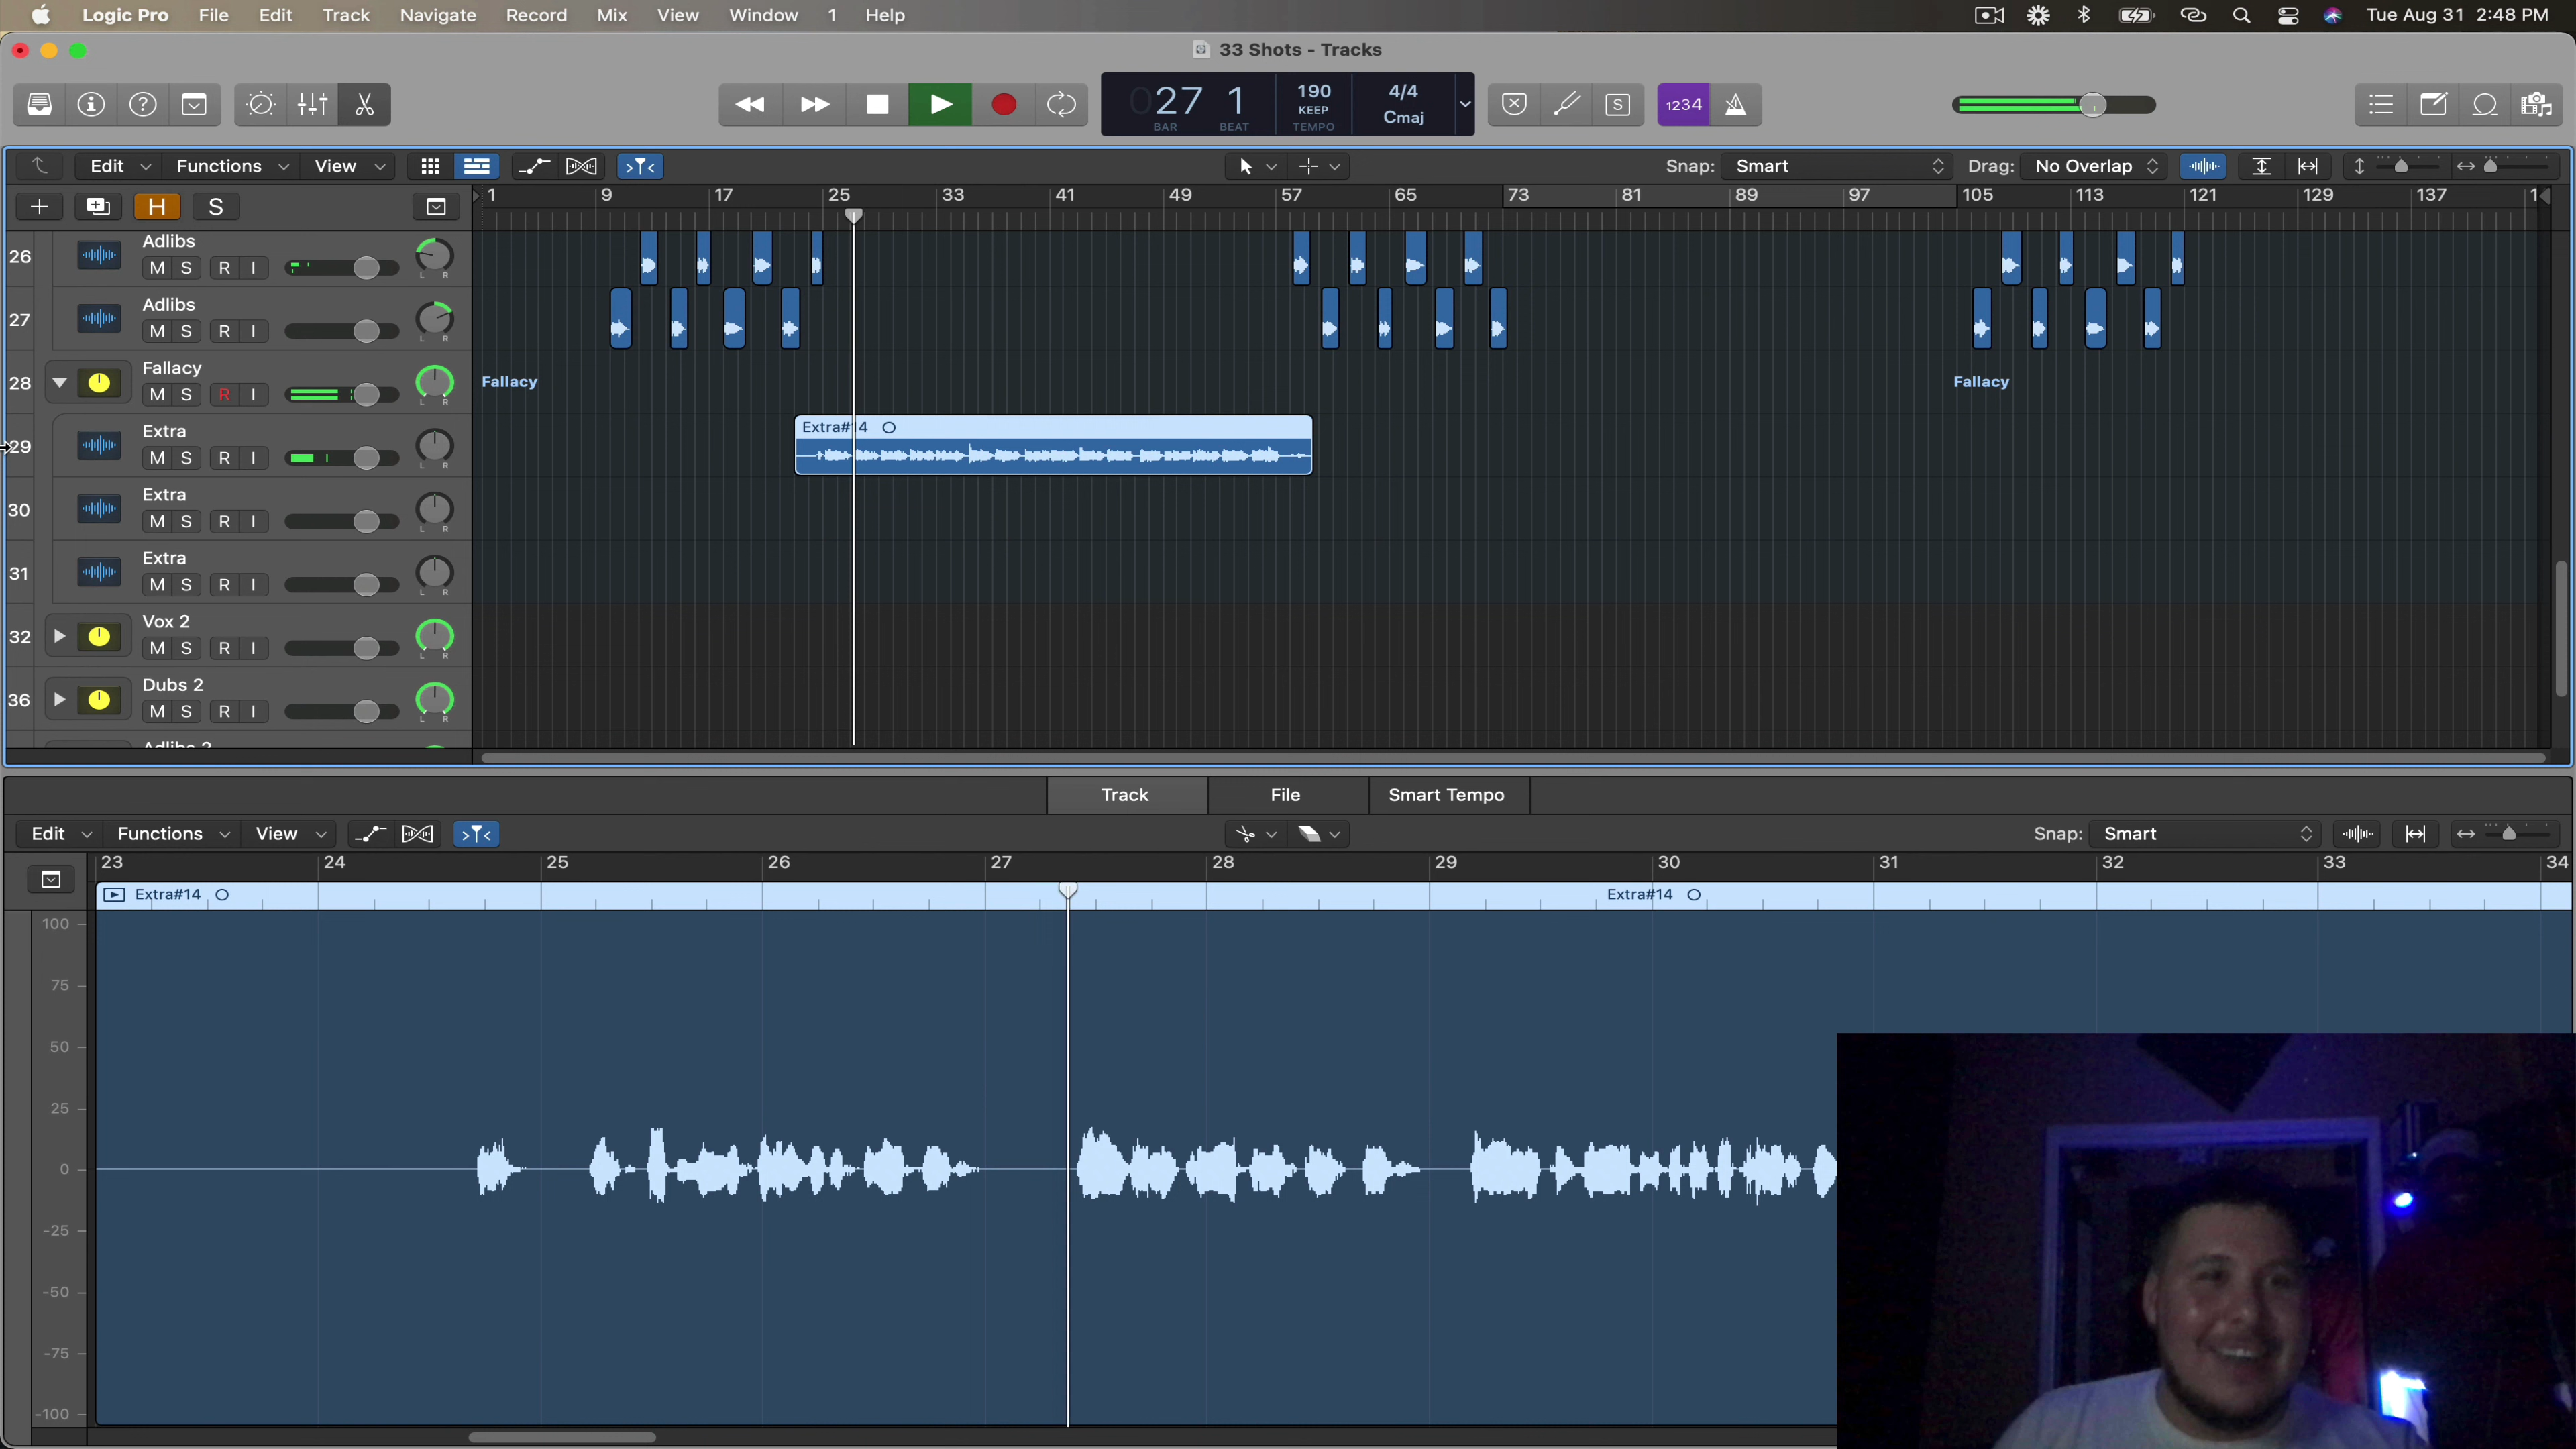 Logic Pro File Edit Track Navigate Record Mix View Window 1 Help Tue Aug 31 2:48 PM
33 Shots - Tracks
027 1 190 4/4
KEEP Cmaj
BAR BEAT TEMPO
S 1234
Edit Functions View Snap: Smart Drag: No Overlap
H S 1 9 17 25 33 41 49 57 65 73 81 89 97 105 113 121 129 137 1
26 Adlibs
M S R I L R
27 Adlibs
M S R I L R
28 Fallacy
M S R I L R
Fallacy Fallacy
29 Extra
M S R I L R
Extra#14
30 Extra
M S R I L R
31 Extra
M S R I L R
32 Vox 2
M S R I L R
36 Dubs 2
M S R I L R
Adlibs 2
Track File Smart Tempo
Edit Functions View Snap: Smart
23 24 25 26 27 28 29 30 31 32 33 34
Extra#14 Extra#14
100
75
50
25
0
-25
-50
-75
-100